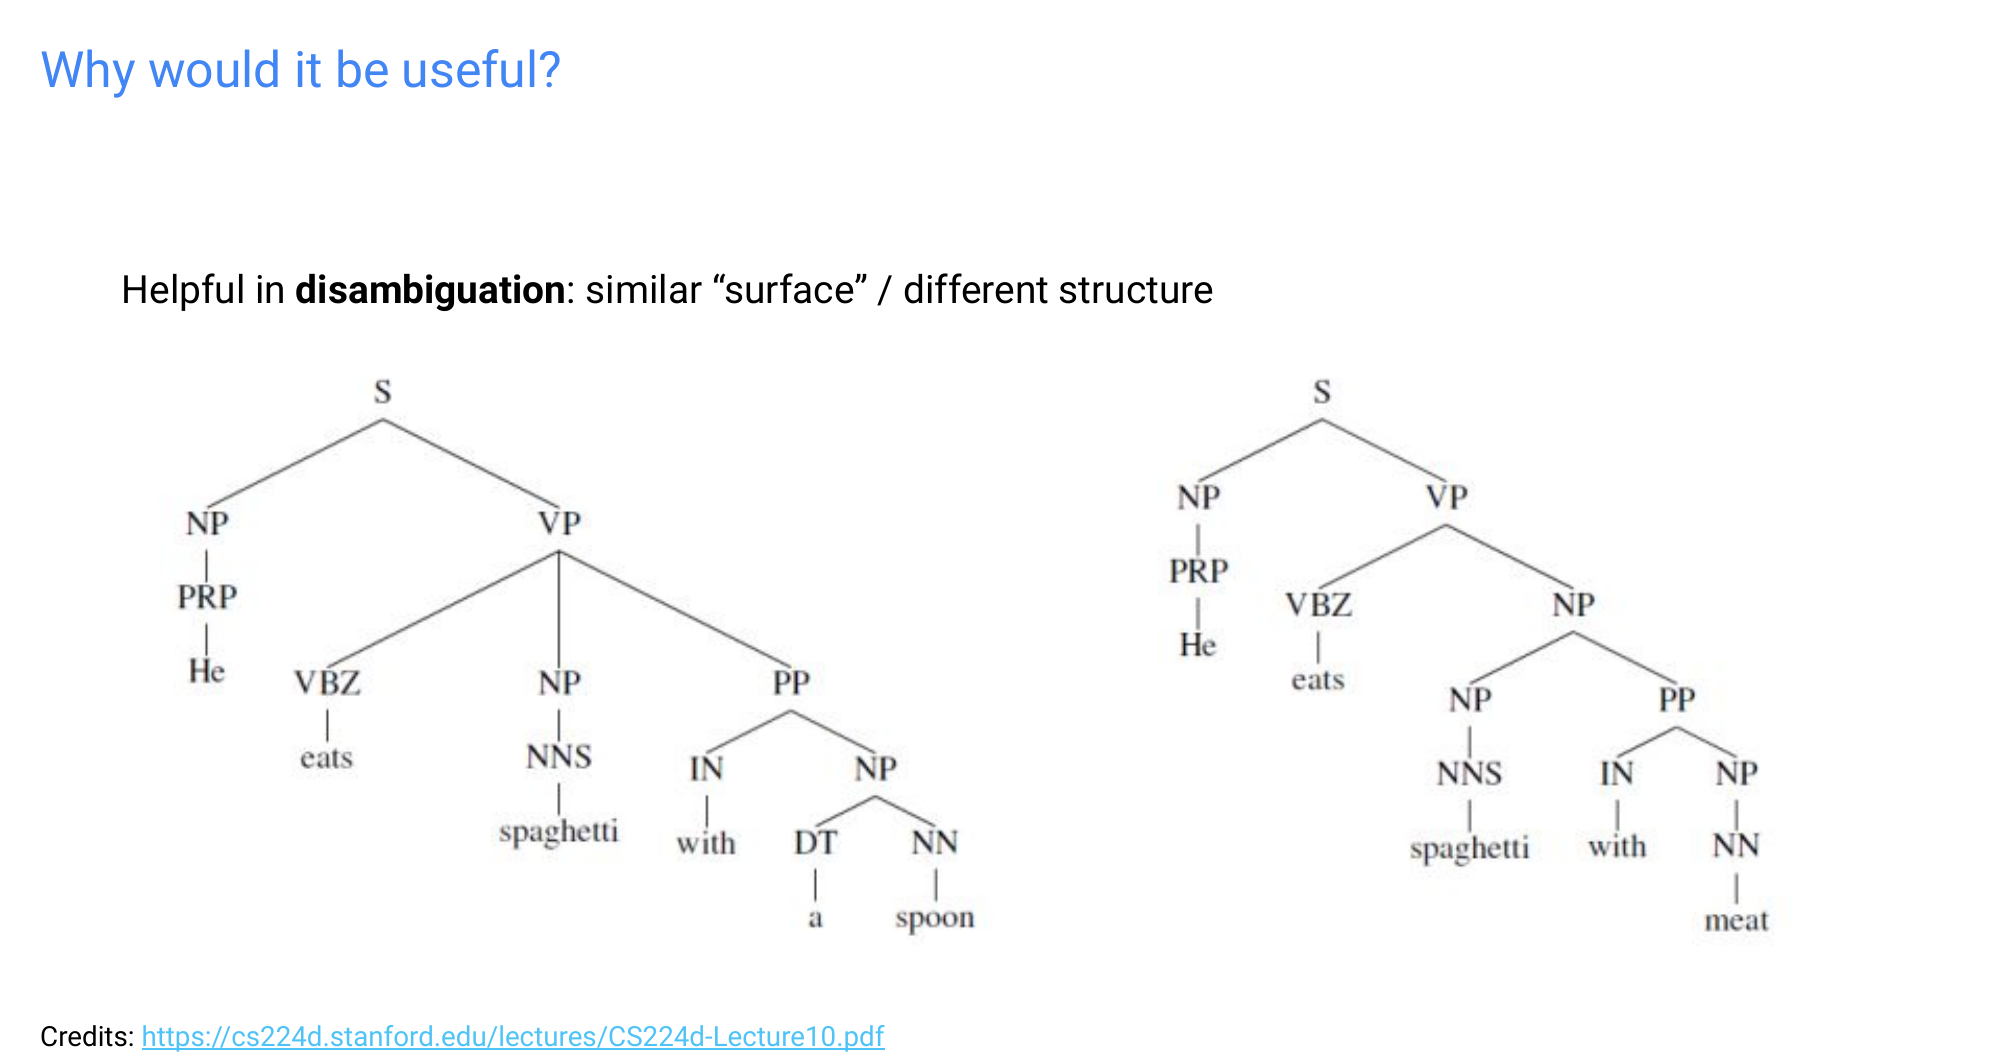 Why would it be useful?
Helpful in disambiguation: similar “surface” / different structure
S
NP VP
PRP
He
VBZ NP PP
eats NNS IN NP
spaghetti with DT NN
a spoon
S
NP VP
PRP
He
VBZ NP
eats NP PP
NNS IN NP
spaghetti with NN
meat
Credits: https://cs224d.stanford.edu/lectures/CS224d-Lecture10.pdf